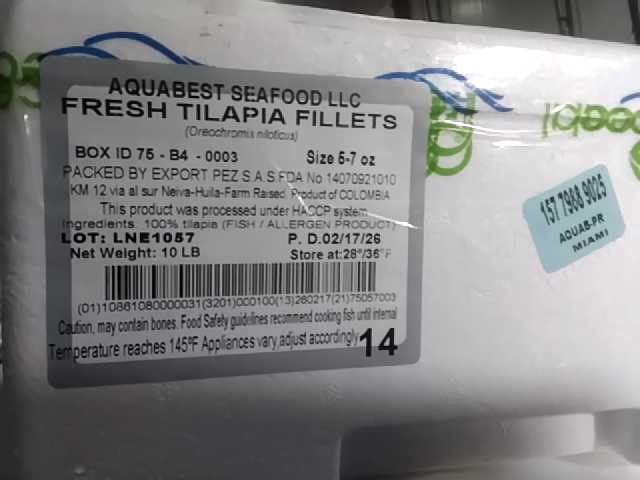 AQUABEST SEAFOOD LLC
FRESH TILAPIA FILLETS
(Oreochromis niloticus)
BOX ID 75 - B4 - 0003 Size 5-7 oz
PACKED BY EXPORT PEZ S.A.S FDA No 14070921010
KM 12 via al sur Neiva-Huila-Farm Raised. Product of COLOMBIA
This product was processed under HASCCP system
Ingredients: 100% tilapia (FISH / ALLERGEN PRODUCT)
LOT: LNE1057 P. D.02/17/26
Net Weight: 10 LB Store at:28°/36°F
(01)10861080000031(3201)000100(13)260217(21)75057003
Caution, may contain bones. Food Safety guidelines recommend cooking fish until internal
Temperature reaches 145ºF Appliances vary,adjust accordingly 14
157 7988 9025
AQUAB-PR
MIAMI